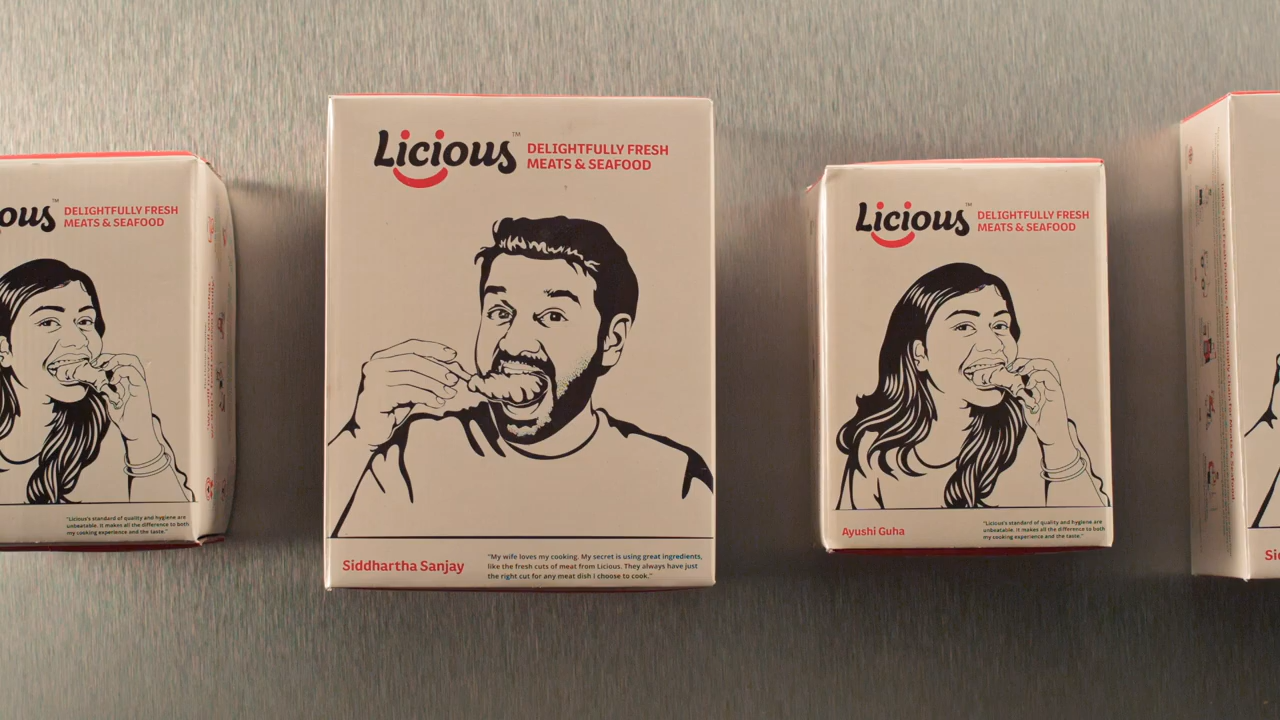 ous™ DELIGHTFULLY FRESH
MEATS & SEAFOOD
"Licious's standard of quality and hygiene are
unbeatable. It makes all the difference to both
my cooking experience and the taste."
Licious™ DELIGHTFULLY FRESH
MEATS & SEAFOOD
Siddhartha Sanjay
"My wife loves my cooking. My secret is using great ingredients,
like the fresh cuts of meat from Licious. They always have just
the right cut for any meat dish I choose to cook."
Licious™ DELIGHTFULLY FRESH
MEATS & SEAFOOD
Ayushi Guha
"Licious's standard of quality and hygiene are
unbeatable. It makes all the difference to both
my cooking experience and the taste."